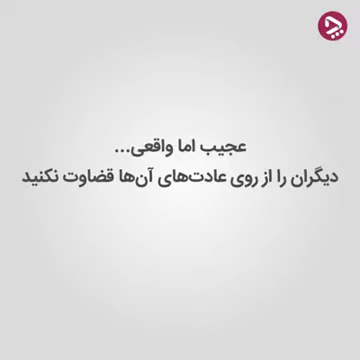 عجیب اما واقعی...
دیگران را از روی عادت‌های آن‌ها قضاوت نکنید